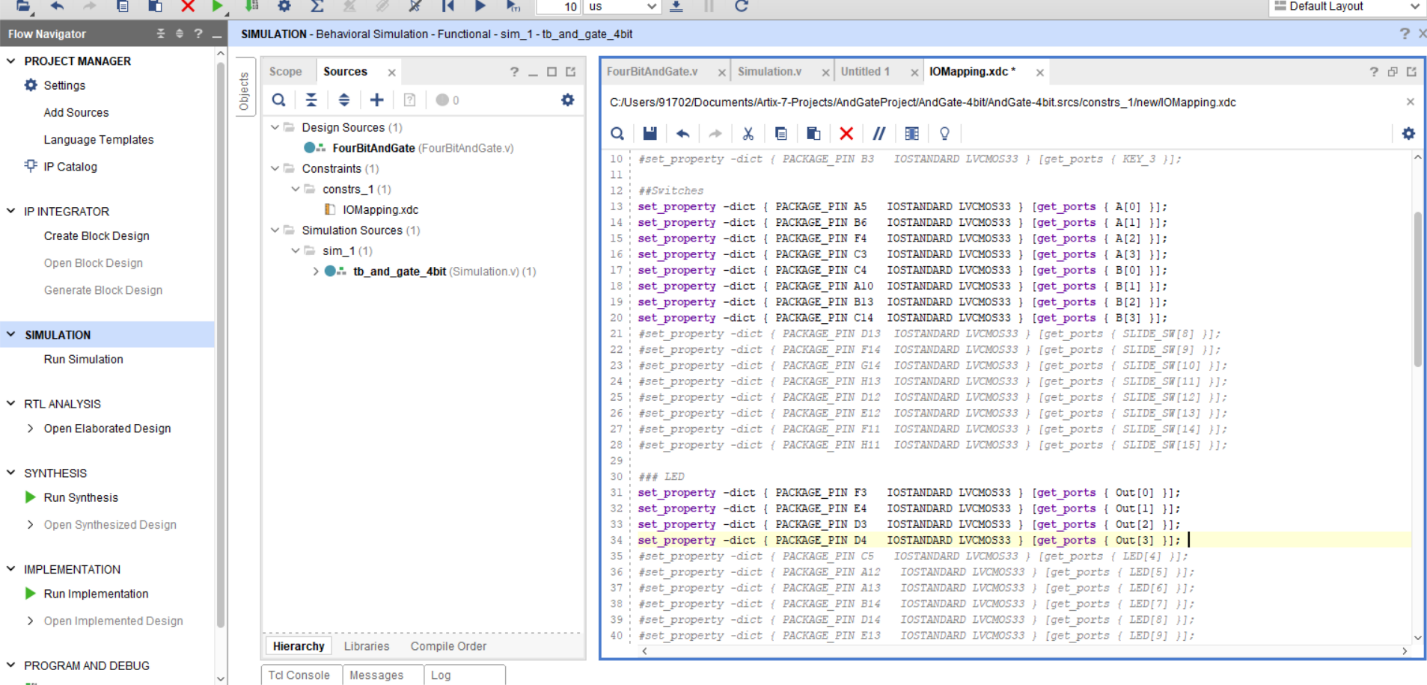 10 us Default Layout
Flow Navigator
SIMULATION - Behavioral Simulation - Functional - sim_1 - tb_and_gate_4bit
PROJECT MANAGER
Settings
Add Sources
Language Templates
IP Catalog
IP INTEGRATOR
Create Block Design
Open Block Design
Generate Block Design
SIMULATION
Run Simulation
RTL ANALYSIS
Open Elaborated Design
SYNTHESIS
Run Synthesis
Open Synthesized Design
IMPLEMENTATION
Run Implementation
Open Implemented Design
PROGRAM AND DEBUG
Objects
Scope Sources
0
Design Sources (1)
FourBitAndGate (FourBitAndGate.v)
Constraints (1)
constrs_1 (1)
IOMapping.xdc
Simulation Sources (1)
sim_1 (1)
tb_and_gate_4bit (Simulation.v) (1)
Hierarchy Libraries Compile Order
Tcl Console Messages Log
FourBitAndGate.v Simulation.v Untitled 1 IOMapping.xdc *
C:/Users/91702/Documents/Artix-7-Projects/AndGateProject/AndGate-4bit/AndGate-4bit.srcs/constrs_1/new/IOMapping.xdc
10 #set_property -dict { PACKAGE_PIN B3 IOSTANDARD LVCMOS33 } [get_ports { KEY_3 }];
11
12 ##Switches
13 set_property -dict { PACKAGE_PIN A5 IOSTANDARD LVCMOS33 } [get_ports { A[0] }];
14 set_property -dict { PACKAGE_PIN B6 IOSTANDARD LVCMOS33 } [get_ports { A[1] }];
15 set_property -dict { PACKAGE_PIN F4 IOSTANDARD LVCMOS33 } [get_ports { A[2] }];
16 set_property -dict { PACKAGE_PIN C3 IOSTANDARD LVCMOS33 } [get_ports { A[3] }];
17 set_property -dict { PACKAGE_PIN C4 IOSTANDARD LVCMOS33 } [get_ports { B[0] }];
18 set_property -dict { PACKAGE_PIN A10 IOSTANDARD LVCMOS33 } [get_ports { B[1] }];
19 set_property -dict { PACKAGE_PIN B13 IOSTANDARD LVCMOS33 } [get_ports { B[2] }];
20 set_property -dict { PACKAGE_PIN C14 IOSTANDARD LVCMOS33 } [get_ports { B[3] }];
21 #set_property -dict { PACKAGE_PIN D13 IOSTANDARD LVCMOS33 } [get_ports { SLIDE_SW[8] }];
22 #set_property -dict { PACKAGE_PIN F14 IOSTANDARD LVCMOS33 } [get_ports { SLIDE_SW[9] }];
23 #set_property -dict { PACKAGE_PIN G14 IOSTANDARD LVCMOS33 } [get_ports { SLIDE_SW[10] }];
24 #set_property -dict { PACKAGE_PIN H13 IOSTANDARD LVCMOS33 } [get_ports { SLIDE_SW[11] }];
25 #set_property -dict { PACKAGE_PIN D12 IOSTANDARD LVCMOS33 } [get_ports { SLIDE_SW[12] }];
26 #set_property -dict { PACKAGE_PIN E12 IOSTANDARD LVCMOS33 } [get_ports { SLIDE_SW[13] }];
27 #set_property -dict { PACKAGE_PIN F11 IOSTANDARD LVCMOS33 } [get_ports { SLIDE_SW[14] }];
28 #set_property -dict { PACKAGE_PIN H11 IOSTANDARD LVCMOS33 } [get_ports { SLIDE_SW[15] }];
29
30 ### LED
31 set_property -dict { PACKAGE_PIN F3 IOSTANDARD LVCMOS33 } [get_ports { Out[0] }];
32 set_property -dict { PACKAGE_PIN E4 IOSTANDARD LVCMOS33 } [get_ports { Out[1] }];
33 set_property -dict { PACKAGE_PIN D3 IOSTANDARD LVCMOS33 } [get_ports { Out[2] }];
34 set_property -dict { PACKAGE_PIN D4 IOSTANDARD LVCMOS33 } [get_ports { Out[3] }];
35 #set_property -dict { PACKAGE_PIN C5 IOSTANDARD LVCMOS33 } [get_ports { LED[4] }];
36 #set_property -dict { PACKAGE_PIN A12 IOSTANDARD LVCMOS33 } [get_ports { LED[5] }];
37 #set_property -dict { PACKAGE_PIN A13 IOSTANDARD LVCMOS33 } [get_ports { LED[6] }];
38 #set_property -dict { PACKAGE_PIN B14 IOSTANDARD LVCMOS33 } [get_ports { LED[7] }];
39 #set_property -dict { PACKAGE_PIN D14 IOSTANDARD LVCMOS33 } [get_ports { LED[8] }];
40 #set_property -dict { PACKAGE_PIN E13 IOSTANDARD LVCMOS33 } [get_ports { LED[9] }];